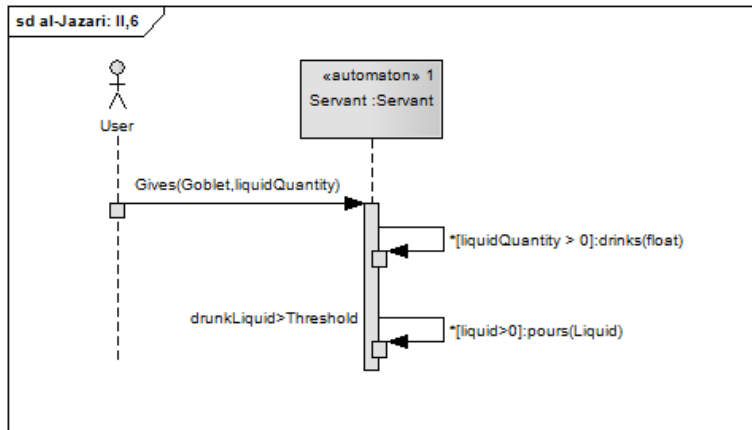 sd al-Jazari: II,6
«automaton» 1
Servant :Servant
User
Gives(Goblet,liquidQuantity)
*[liquidQuantity > 0]:drinks(float)
drunkLiquid>Threshold
*[liquid>0]:pours(Liquid)